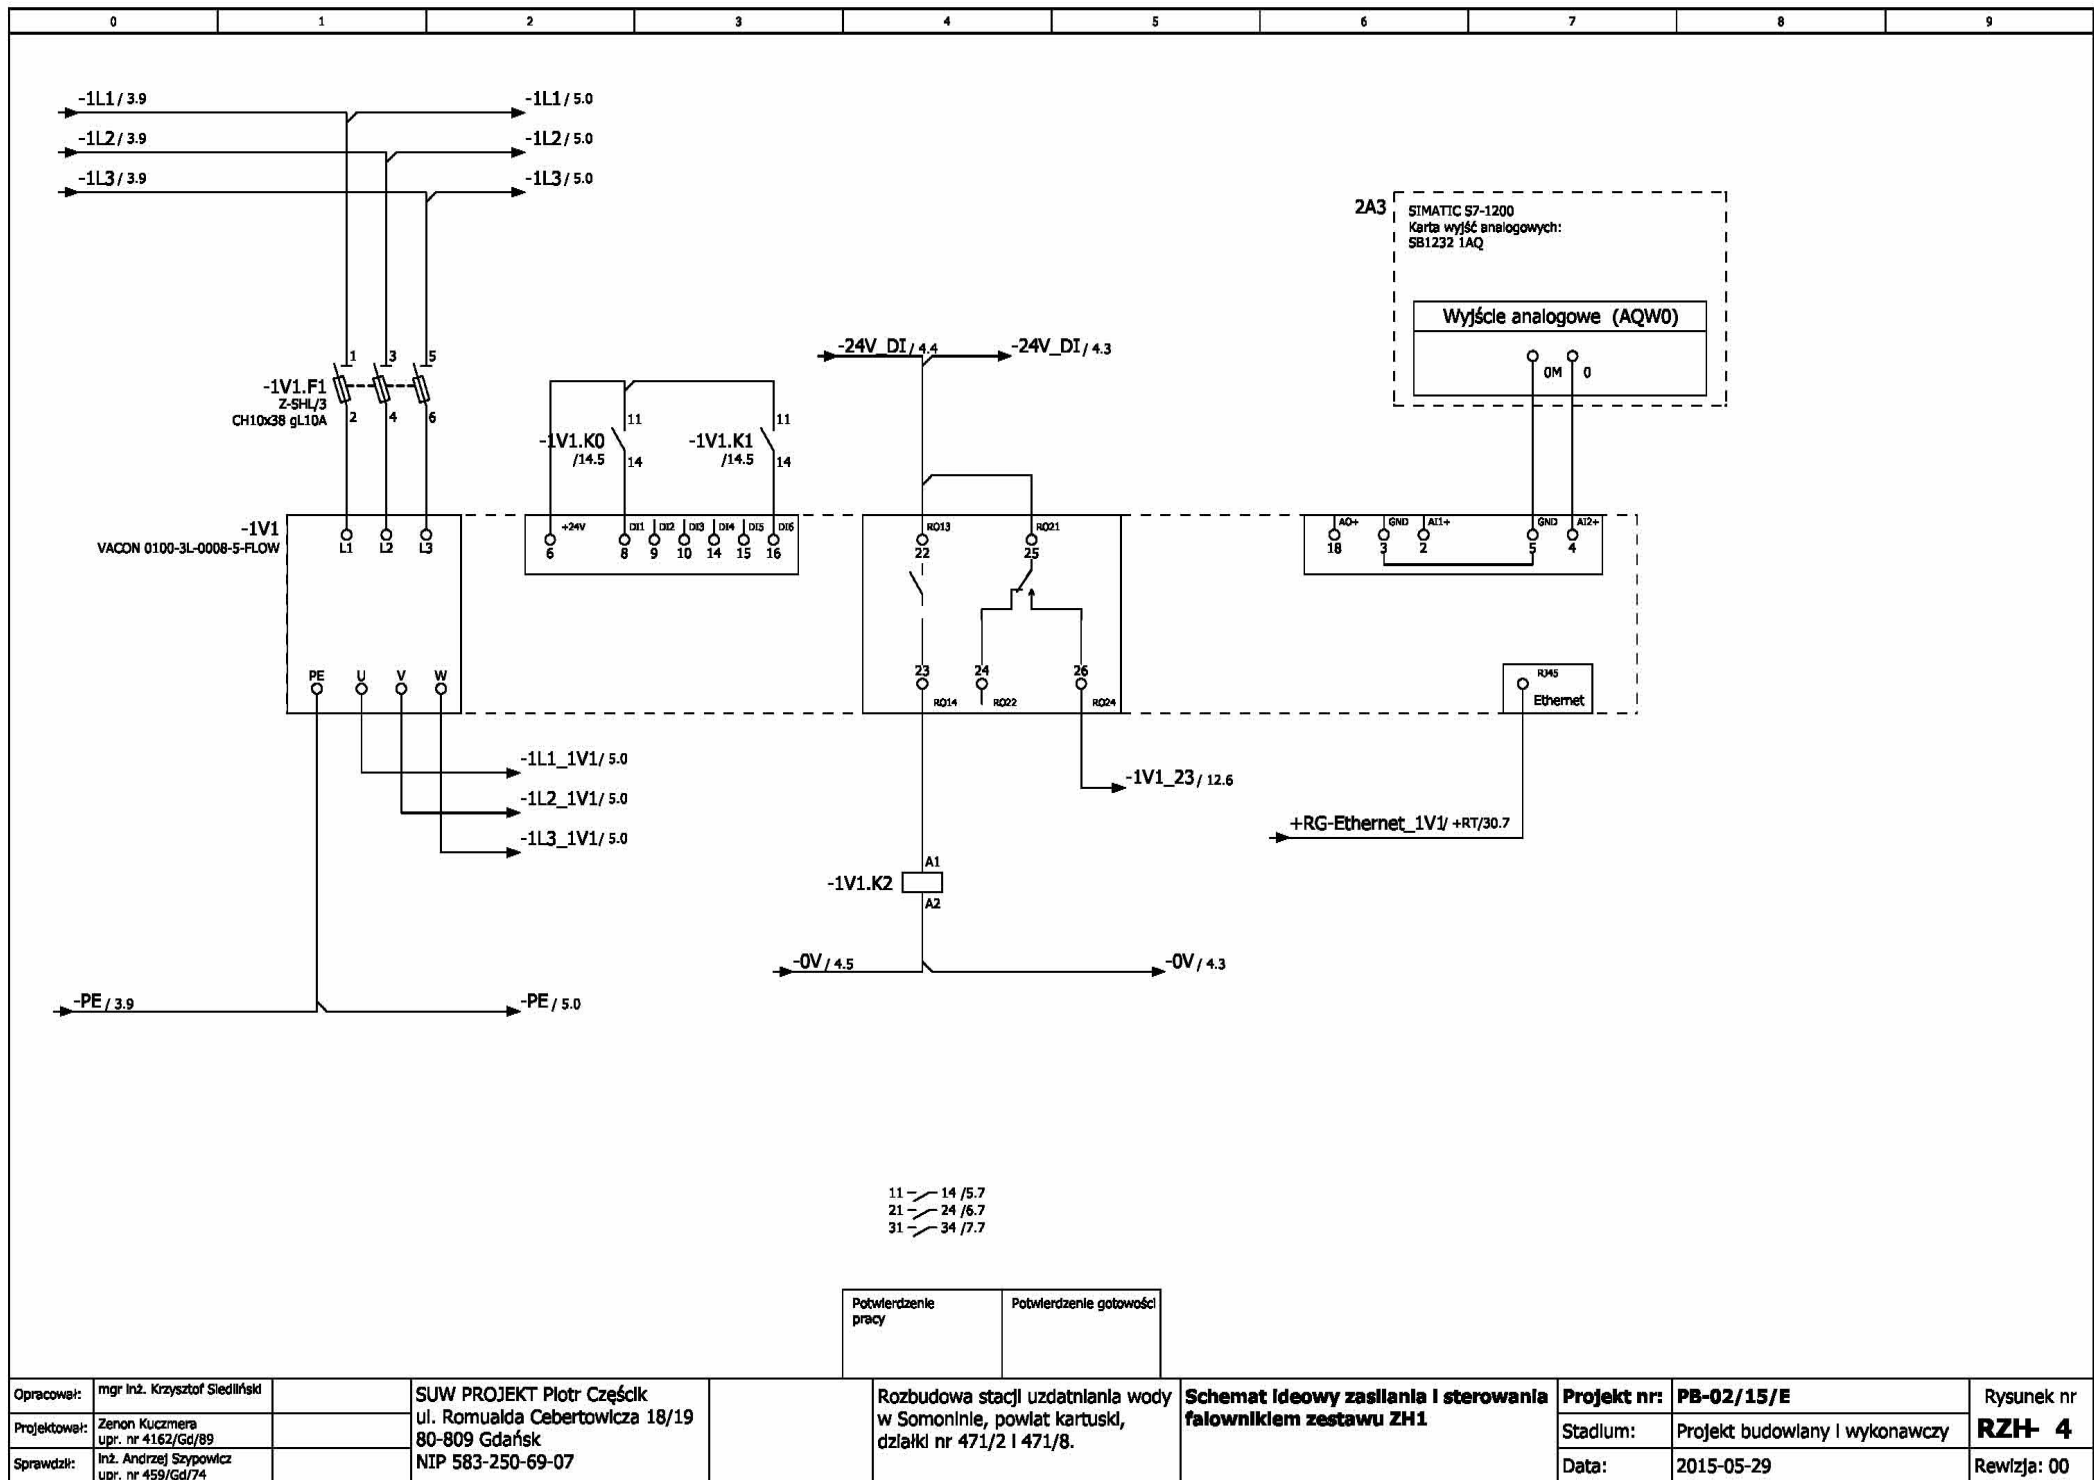 0 1 2 3 4 5 6 7 8 9
-1L1 / 3.9
-1L1 / 5.0
-1L2 / 3.9
-1L2 / 5.0
-1L3 / 3.9
-1L3 / 5.0
2A3
SIMATIC S7-1200
Karta wyjść analogowych:
SB1232 1AQ
Wyjście analogowe (AQW0)
0M 0
-24V_DI / 4.4
-24V_DI / 4.3
1 3 5
-1V1.F1
Z-SHL/3
CH10x38 gL10A
2 4 6
11
-1V1.K0
/14.5
14
11
-1V1.K1
/14.5
14
-1V1
VACON 0100-3L-0008-5-FLOW
L1 L2 L3
+24V DI1 DI2 DI3 DI4 DI5 DI6
6 8 9 10 14 15 16
RO13 RO21
22 25
AO+ GND AI1+ GND AI2+
18 3 2 5 4
PE U V W
23 24 26
RO14 RO22 RO24
RJ45
Ethernet
-1L1_1V1 / 5.0
-1L2_1V1 / 5.0
-1L3_1V1 / 5.0
-1V1_23 / 12.6
+RG-Ethernet_1V1/ +RT/30.7
A1
-1V1.K2
A2
-0V / 4.5
-0V / 4.3
-PE / 3.9
-PE / 5.0
11 14 /5.7
21 24 /6.7
31 34 /7.7
Potwierdzenie
pracy
Potwierdzenie gotowości
Opracował:
mgr inż. Krzysztof Siedliński
Projektował:
Zenon Kuczmera
upr. nr 4162/Gd/89
Sprawdził:
inż. Andrzej Szypowicz
upr. nr 459/Gd/74
SUW PROJEKT Piotr Częścik
ul. Romualda Cebertowicza 18/19
80-809 Gdańsk
NIP 583-250-69-07
Rozbudowa stacji uzdatniania wody
w Somoninie, powiat kartuski,
działki nr 471/2 i 471/8.
Schemat ideowy zasilania i sterowania
falownikiem zestawu ZH1
Projekt nr: PB-02/15/E
Stadium: Projekt budowlany i wykonawczy
Data: 2015-05-29
Rysunek nr
RZH- 4
Rewizja: 00